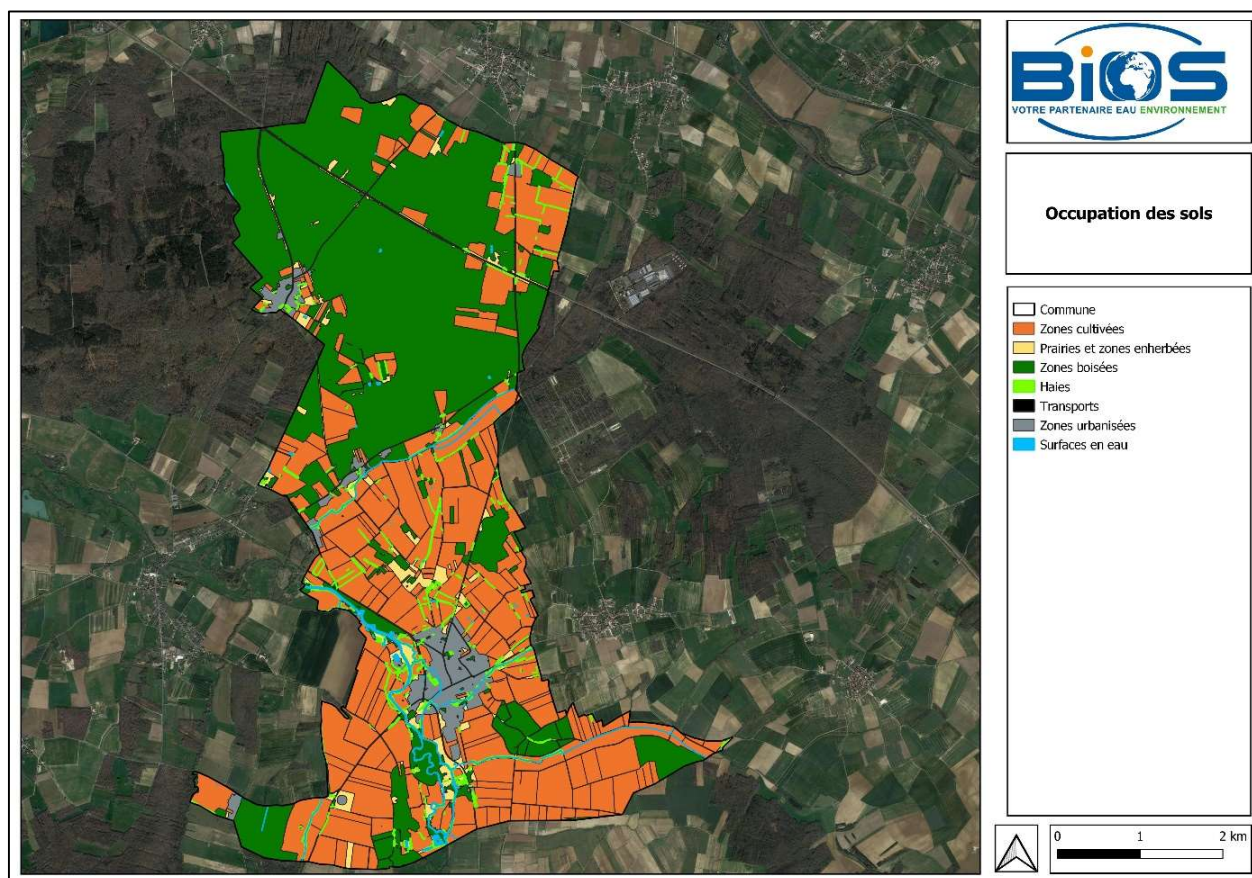 BiOS
VOTRE PARTENAIRE EAU ENVIRONNEMENT
Occupation des sols
Commune
Zones cultivées
Prairies et zones enherbées
Zones boisées
Haies
Transports
Zones urbanisées
Surfaces en eau
0 1 2 km